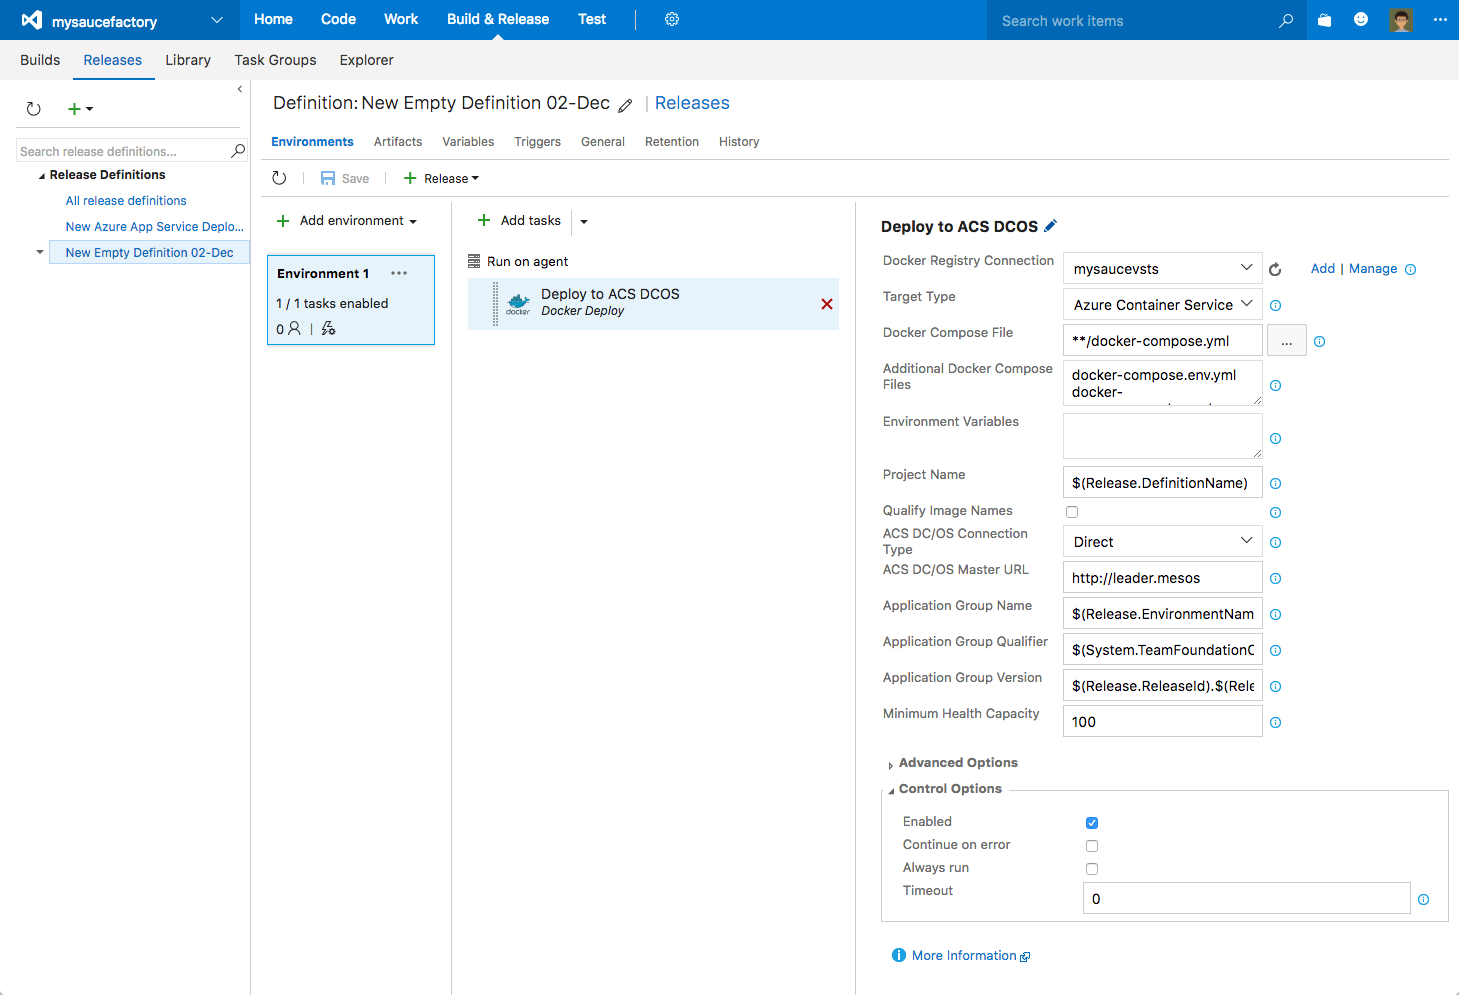 mysaucefactory
Home
Code
Work
Build & Release
Test
Search work items
Builds
Releases
Library
Task Groups
Explorer
Search release definitions...
Release Definitions
All release definitions
New Azure App Service Deplo...
New Empty Definition 02-Dec
Definition: New Empty Definition 02-Dec
| Releases
Environments
Artifacts
Variables
Triggers
General
Retention
History
Save
Release
Add environment
Environment 1
1 / 1 tasks enabled
0
Add tasks
Run on agent
docker
Deploy to ACS DCOS
Docker Deploy
Deploy to ACS DCOS
Docker Registry Connection
mysaucevsts
Add | Manage
Target Type
Azure Container Service
Docker Compose File
**/docker-compose.yml
...
Additional Docker Compose
Files
docker-compose.env.yml
docker-
Environment Variables
Project Name
$(Release.DefinitionName)
Qualify Image Names
ACS DC/OS Connection
Type
Direct
ACS DC/OS Master URL
http://leader.mesos
Application Group Name
$(Release.EnvironmentNam
Application Group Qualifier
$(System.TeamFoundationC
Application Group Version
$(Release.ReleaseId).$(Rele
Minimum Health Capacity
100
Advanced Options
Control Options
Enabled
Continue on error
Always run
Timeout
0
More Information